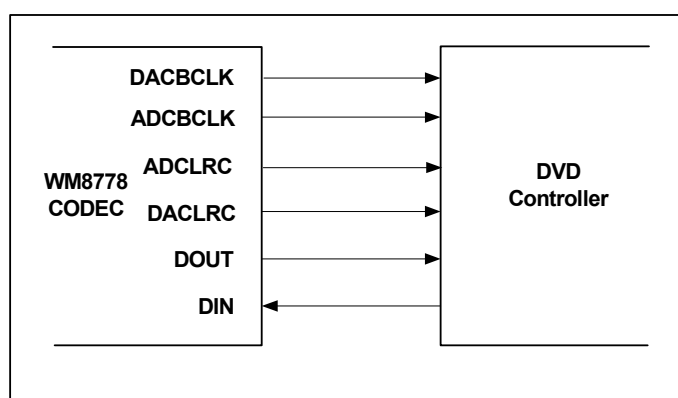 DACBCLK
ADCBCLK
ADCLRC
WM8778
CODEC
DACLRC
DOUT
DIN
DVD
Controller